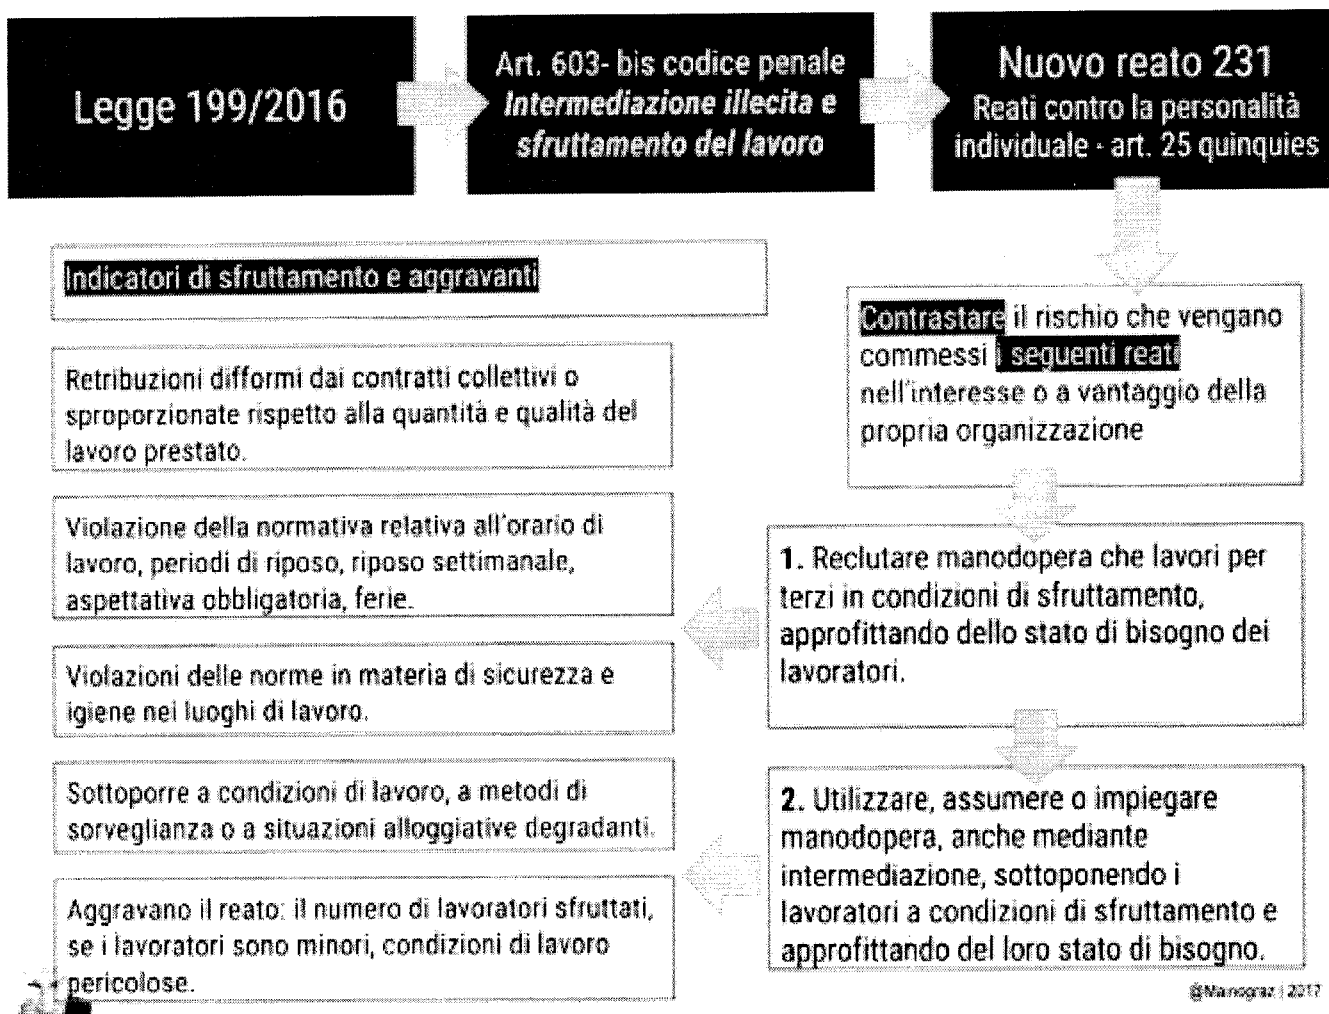 Legge 199/2016
Art. 603- bis codice penale
Intermediazione illecita e
sfruttamento del lavoro
Nuovo reato 231
Reati contro la personalità
individuale - art. 25 quinquies
Indicatori di sfruttamento e aggravanti
Retribuzioni difformi dai contratti collettivi o
sproporzionate rispetto alla quantità e qualità del
lavoro prestato.
Violazione della normativa relativa all'orario di
lavoro, periodi di riposo, riposo settimanale,
aspettativa obbligatoria, ferie.
Violazioni delle norme in materia di sicurezza e
igiene nei luoghi di lavoro.
Sottoporre a condizioni di lavoro, a metodi di
sorveglianza o a situazioni alloggiative degradanti.
Aggravano il reato: il numero di lavoratori sfruttati,
se i lavoratori sono minori, condizioni di lavoro
pericolose.
Contrastare il rischio che vengano
commessi i seguenti reati
nell'interesse o a vantaggio della
propria organizzazione
1. Reclutare manodopera che lavori per
terzi in condizioni di sfruttamento,
approfittando dello stato di bisogno dei
lavoratori.
2. Utilizzare, assumere o impiegare
manodopera, anche mediante
intermediazione, sottoponendo i
lavoratori a condizioni di sfruttamento e
approfittando del loro stato di bisogno.
2017